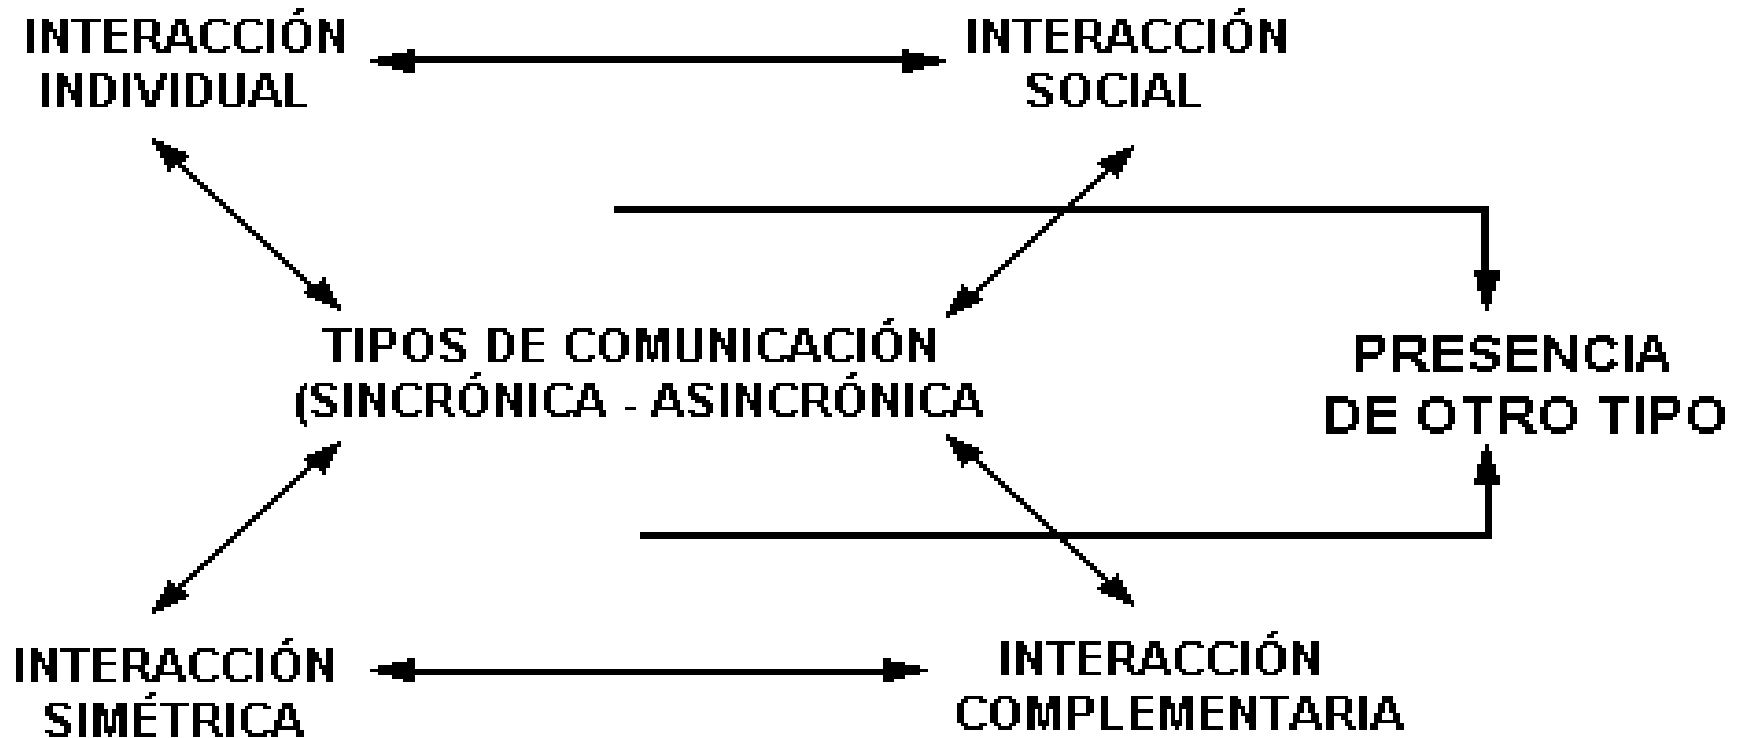 INTERACCIÓN
INDIVIDUAL
INTERACCIÓN
SOCIAL
TIPOS DE COMUNICACIÓN
(SINCRÓNICA - ASINCRÓNICA
PRESENCIA
DE OTRO TIPO
INTERACCIÓN
SIMÉTRICA
INTERACCIÓN
COMPLEMENTARIA